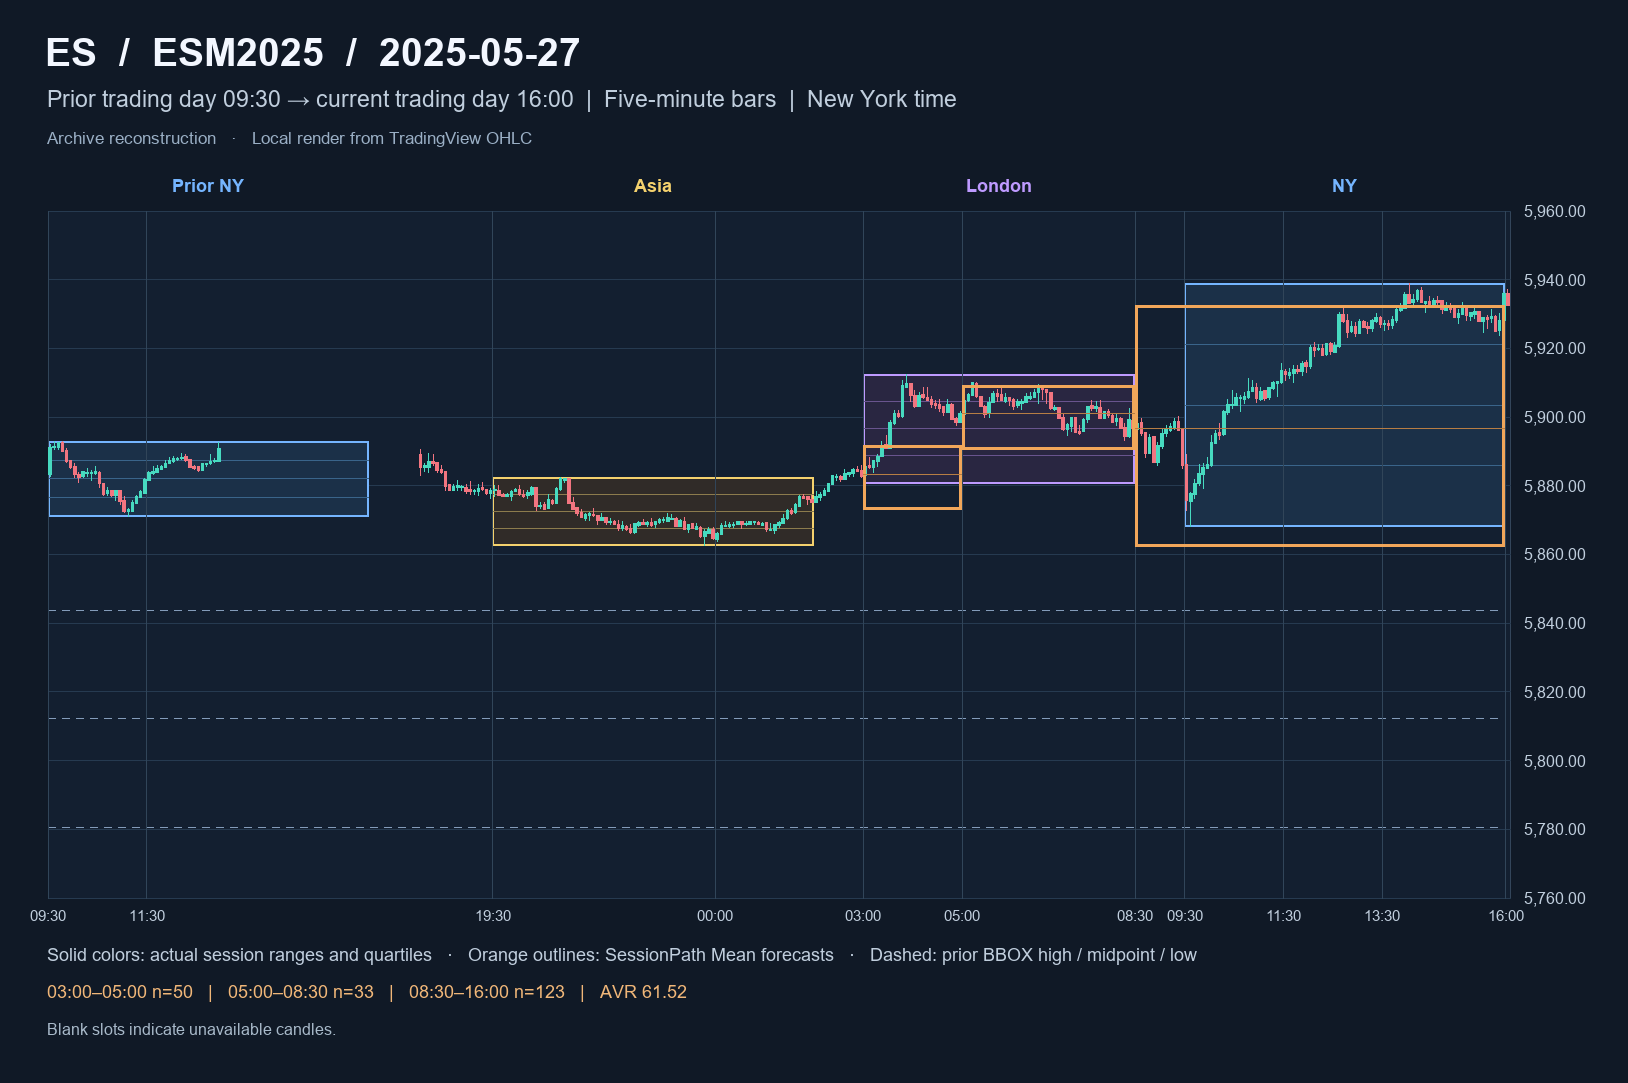 ES / ESM2025 / 2025-05-27
Prior trading day 09:30 → current trading day 16:00 | Five-minute bars | New York time
Archive reconstruction · Local render from TradingView OHLC
Prior NY Asia London NY
5,960.00
5,940.00
5,920.00
5,900.00
5,880.00
5,860.00
5,840.00
5,820.00
5,800.00
5,780.00
5,760.00
09:30 11:30 19:30 00:00 03:00 05:00 08:30 09:30 11:30 13:30 16:00
Solid colors: actual session ranges and quartiles · Orange outlines: SessionPath Mean forecasts · Dashed: prior BBOX high / midpoint / low
03:00–05:00 n=50 | 05:00–08:30 n=33 | 08:30–16:00 n=123 | AVR 61.52
Blank slots indicate unavailable candles.